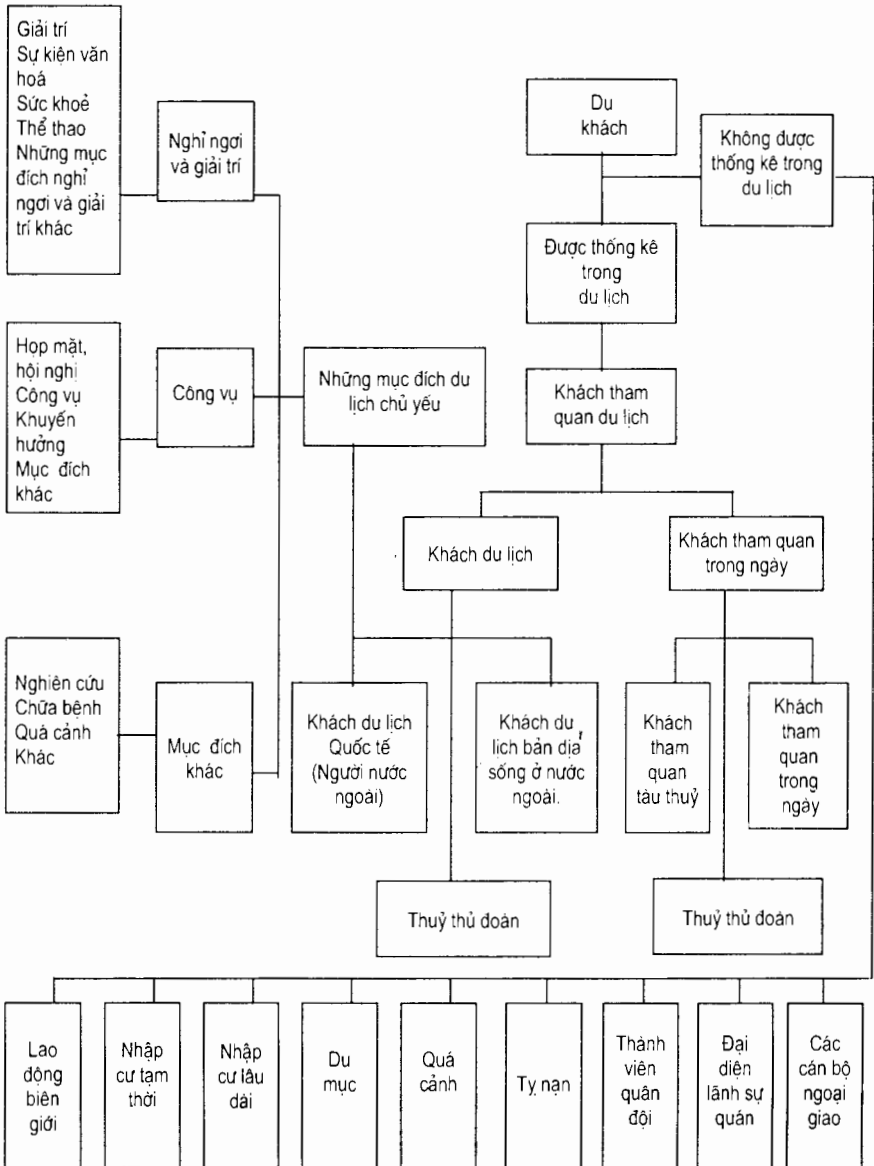 Giải trí
Sự kiện văn
hoá
Sức khoẻ
Thể thao
Những mục
đích nghỉ
ngơi và giải
trí khác
Nghỉ ngơi
và giải trí
Du
khách
Không được
thống kê trong
du lịch
Được thống kê
trong
du lịch
Họp mặt,
hội nghị
Công vụ
Khuyến
hưởng
Mục đích
khác
Công vụ
Những mục đích du
lịch chủ yếu
Khách tham
quan du lịch
Khách du lịch
Khách tham quan
trong ngày
Nghiên cứu
Chữa bệnh
Quá cảnh
Khác
Mục đích
khác
Khách du lịch
Quốc tế
(Người nước
ngoài)
Khách du
lịch bản dịa
sống ở nước
ngoài.
Khách
tham
quan
tàu thuỷ
Khách
tham
quan
trong
ngày
Thuỷ thủ đoàn
Thuỷ thủ đoàn
Lao
động
biên
giới
Nhập
cư tạm
thời
Nhập
cư lâu
dài
Du
mục
Quá
cảnh
Tỵ nạn
Thành
viên
quân
đội
Đại
diện
lãnh sự
quán
Các
cán bộ
ngoại
giao